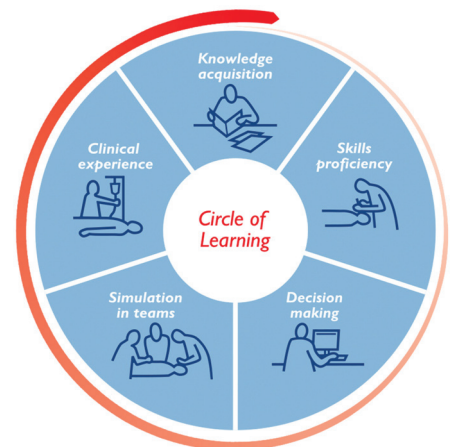 Knowledge
acquisition
Skills
proficiency
Decision
making
Simulation
in teams
Clinical
experience
Circle of
Learning